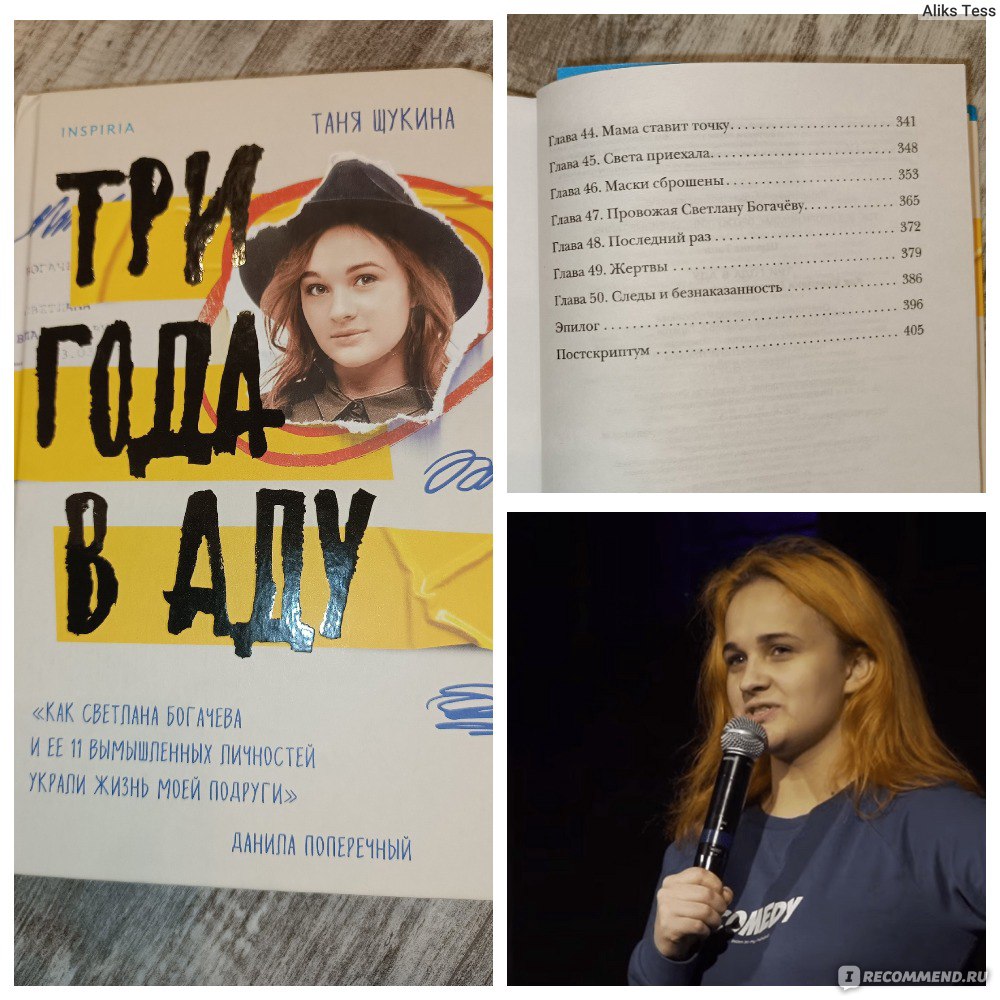 Aliks Tess
INSPIRIA
ТАНЯ ЩУКИНА
ТРИ
ГОДА
В АДУ
«КАК СВЕТЛАНА БОГАЧЕВА
И ЕЕ 11 ВЫМЫШЛЕННЫХ ЛИЧНОСТЕЙ
УКРАЛИ ЖИЗНЬ МОЕЙ ПОДРУГИ»
ДАНИЛА ПОПЕРЕЧНЫЙ
Глава 44. Мама ставит точку. 341
Глава 45. Света приехала. 348
Глава 46. Маски сброшены 353
Глава 47. Провожая Светлану Богачёву. 365
Глава 48. Последний раз 372
Глава 49. Жертвы 379
Глава 50. Следы и безнаказанность 386
Эпилог 396
Постскриптум 405
COMEDY
I RECOMMEND.RU